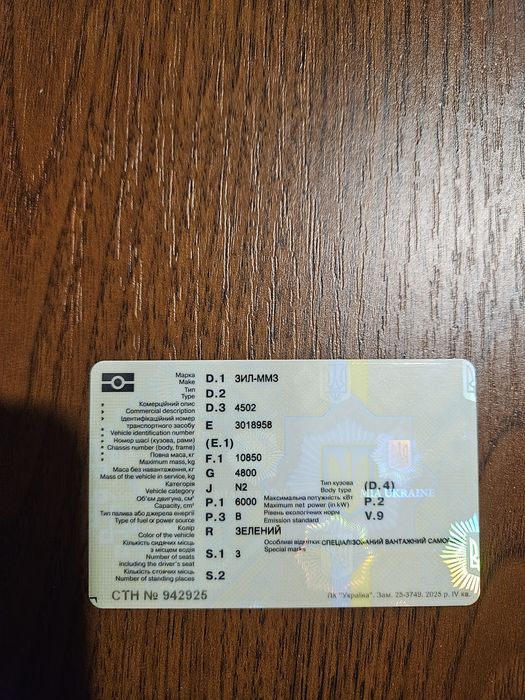 Марка
Make D.1 ЗИЛ-ММЗ
Тип
Type D.2
Комерційний опис
Commercial description D.3 4502
Ідентифікаційний номер
транспортного засобу
Vehicle identification number E 3018958
Номер шасі (кузова, рами)
Chassis number (body, frame) (E.1)
Повна маса, кг
Maximum mass, kg F.1 10850
Маса без навантаження, кг
Mass of the vehicle in service, kg G 4800
Категорія
Vehicle category J N2
Тип кузова
Body type (D.4)
Об'єм двигуна, см³
Capacity, cm³ P.1 6000
Максимальна потужність кВт
Maximum net power (in kW) P.2
MIA UKRAINE
Тип палива або джерела енергії
Type of fuel or power source P.3 B
Рівень екологічних норм
Emission standard V.9
Колір
Color of the vehicle R ЗЕЛЕНИЙ
Кількість сидячих місць
з місцем водія
Number of seats
including the driver's seat S.1 3
Особливі відмітки: СПЕЦІАЛІЗОВАНИЙ ВАНТАЖНИЙ
Special marks
Кількість стоячих місць
Number of standing places S.2
СТН № 942925
ПК "Україна". Зам. 25-3749. 2025 р. IV кв.